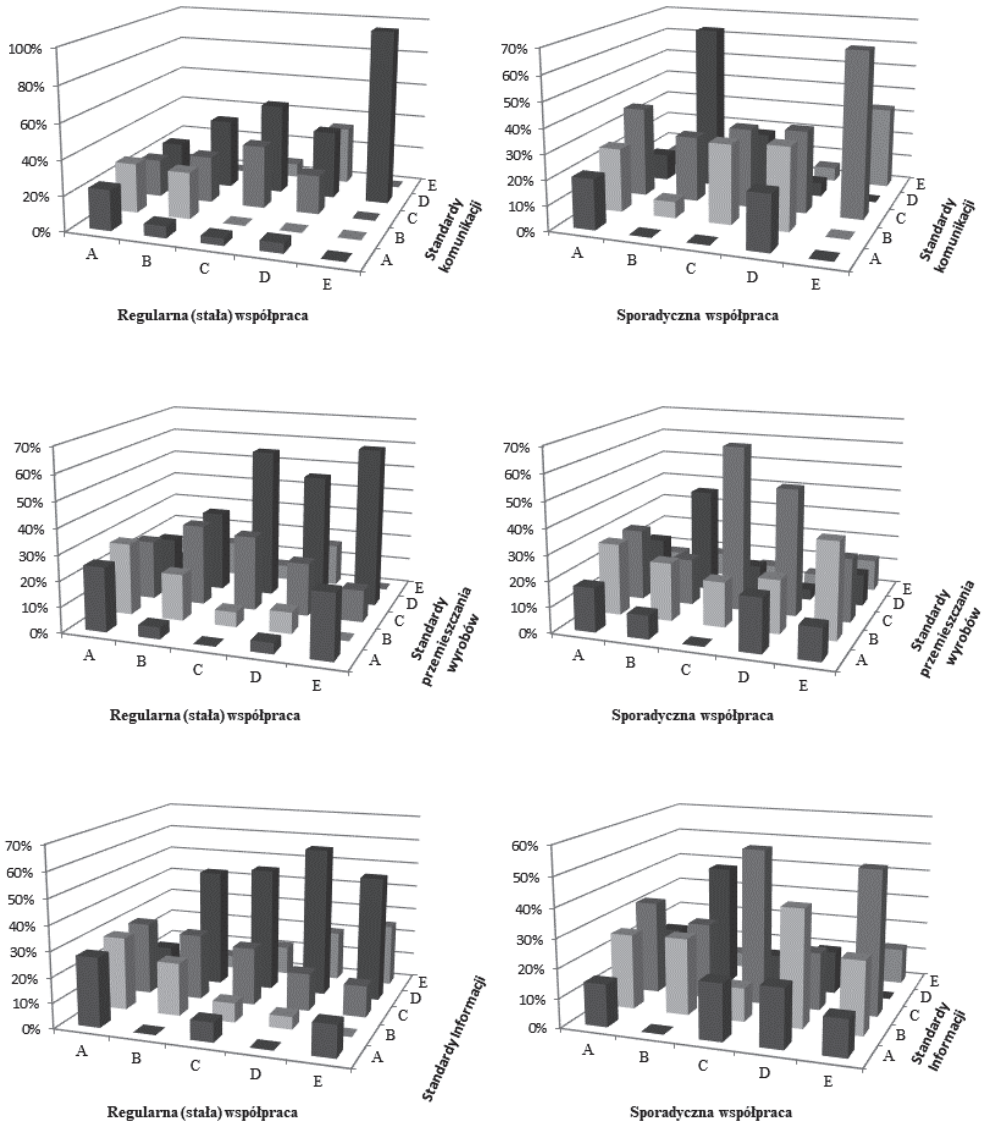 100%
80%
60%
40%
20%
0%
A
B
C
D
E
A
B
C
D
E
Standardy
komunikacji
Regularna (stała) współpraca
70%
60%
50%
40%
30%
20%
10%
0%
A
B
C
D
E
A
B
C
D
E
Standardy
komunikacji
Sporadyczna współpraca
70%
60%
50%
40%
30%
20%
10%
0%
A
B
C
D
E
A
B
C
D
E
Standardy
przemieszczania
wyrobów
Regularna (stała) współpraca
70%
60%
50%
40%
30%
20%
10%
0%
A
B
C
D
E
A
B
C
D
E
Standardy
przemieszczania
wyrobów
Sporadyczna współpraca
70%
60%
50%
40%
30%
20%
10%
0%
A
B
C
D
E
A
B
C
D
E
Standardy Informacji
Regularna (stała) współpraca
60%
50%
40%
30%
20%
10%
0%
A
B
C
D
E
A
B
C
D
E
Standardy
Informacji
Sporadyczna współpraca